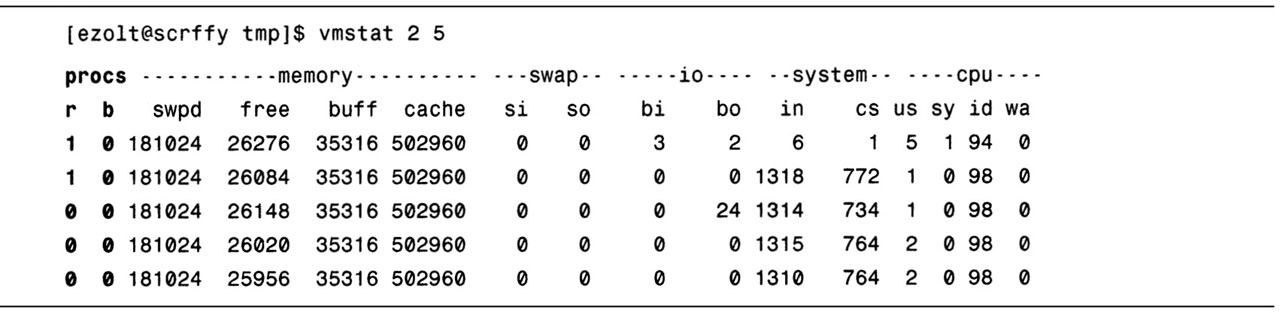 [ezolt@scrffy tmp]$ vmstat 2 5
procs -----------memory---------- ---swap-- -----io---- --system-- ----cpu----
r b swpd free buff cache si so bi bo in cs us sy id wa
1 0 181024 26276 35316 502960 0 0 3 2 6 1 5 1 94 0
1 0 181024 26084 35316 502960 0 0 0 0 1318 772 1 0 98 0
0 0 181024 26148 35316 502960 0 0 0 24 1314 734 1 0 98 0
0 0 181024 26020 35316 502960 0 0 0 0 1315 764 2 0 98 0
0 0 181024 25956 35316 502960 0 0 0 0 1310 764 2 0 98 0